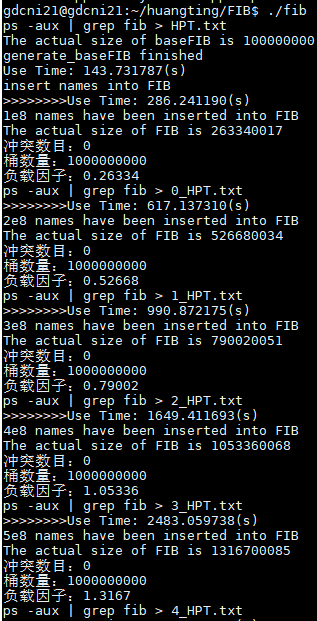 gdcni21@gdcni21:~/huangting/FIB$ ./fib
ps -aux | grep fib > HPT.txt
The actual size of baseFIB is 100000000
generate_baseFIB finished
Use Time: 143.731787(s)
insert names into FIB
>>>>>>>>Use Time: 286.241190(s)
1e8 names have been inserted into FIB
The actual size of FIB is 263340017
冲突数目：0
桶数量：1000000000
负载因子：0.26334
ps -aux | grep fib > 0_HPT.txt
>>>>>>>>Use Time: 617.137310(s)
2e8 names have been inserted into FIB
The actual size of FIB is 526680034
冲突数目：0
桶数量：1000000000
负载因子：0.52668
ps -aux | grep fib > 1_HPT.txt
>>>>>>>>Use Time: 990.872175(s)
3e8 names have been inserted into FIB
The actual size of FIB is 790020051
冲突数目：0
桶数量：1000000000
负载因子：0.79002
ps -aux | grep fib > 2_HPT.txt
>>>>>>>>Use Time: 1649.411693(s)
4e8 names have been inserted into FIB
The actual size of FIB is 1053360068
冲突数目：0
桶数量：1000000000
负载因子：1.05336
ps -aux | grep fib > 3_HPT.txt
>>>>>>>>Use Time: 2483.059738(s)
5e8 names have been inserted into FIB
The actual size of FIB is 1316700085
冲突数目：0
桶数量：1000000000
负载因子：1.3167
ps -aux | grep fib > 4_HPT.txt